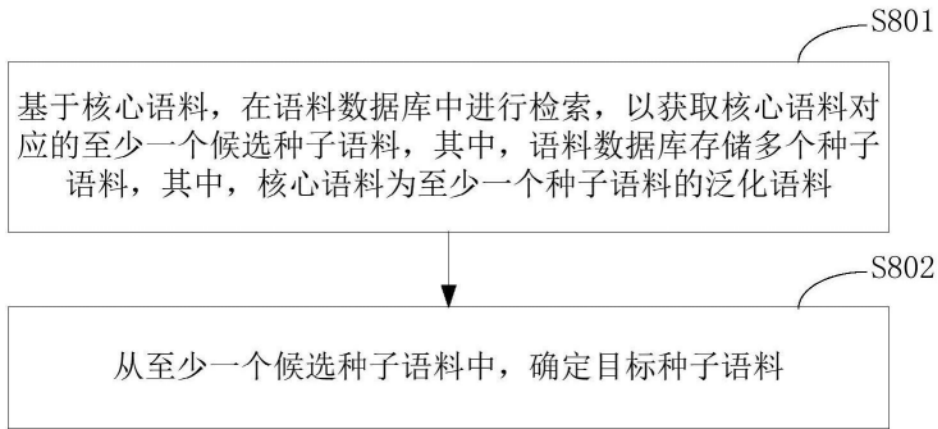 S801
基于核心语料，在语料数据库中进行检索，以获取核心语料对
应的至少一个候选种子语料，其中，语料数据库存储多个种子
语料，其中，核心语料为至少一个种子语料的泛化语料
S802
从至少一个候选种子语料中，确定目标种子语料